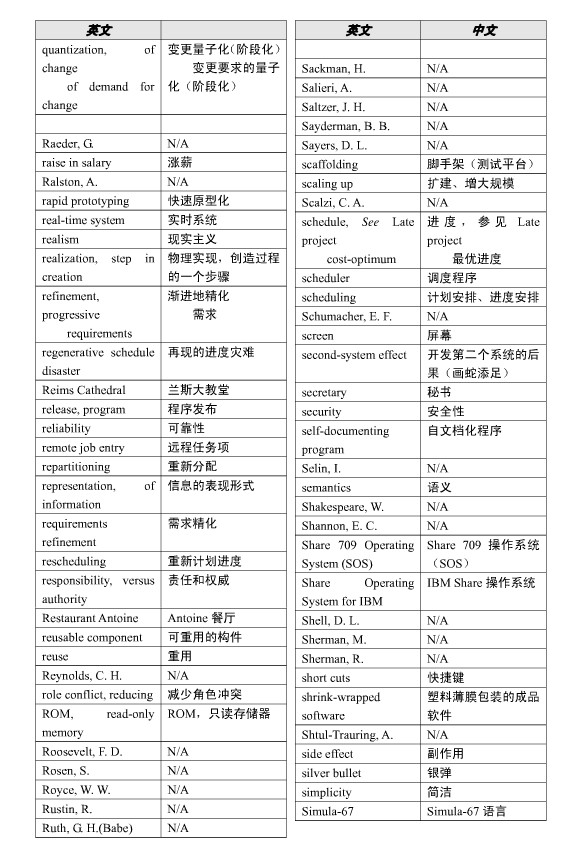 英文
quantization, of 变更量子化(阶段化)
change 变更要求的量子
of demand for 化(阶段化)
change
Raeder, G. N/A
raise in salary 涨薪
Ralston, A. N/A
rapid prototyping 快速原型化
real-time system 实时系统
realism 现实主义
realization, step in 物理实现，创造过程
creation 的一个步骤
refinement, 渐进地精化
progressive 需求
requirements
regenerative schedule 再现的进度灾难
disaster
Reims Cathedral 兰斯大教堂
release, program 程序发布
reliability 可靠性
remote job entry 远程任务项
repartitioning 重新分配
representation, of 信息的表现形式
information
requirements 需求精化
refinement
rescheduling 重新计划进度
responsibility, versus 责任和权威
authority
Restaurant Antoine Antoine 餐厅
reusable component 可重用的构件
reuse 重用
Reynolds, C. H. N/A
role conflict, reducing 减少角色冲突
ROM, read-only ROM，只读存储器
memory
Roosevelt, F. D. N/A
Rosen, S. N/A
Royce, W. W. N/A
Rustin, R. N/A
Ruth, G. H.(Babe) N/A
英文 中文
Sackman, H. N/A
Salieri, A. N/A
Saltzer, J. H. N/A
Sayderman, B. B. N/A
Sayers, D. L. N/A
scaffolding 脚手架（测试平台）
scaling up 扩建、增大规模
Scalzi, C. A. N/A
schedule, See Late 进度，参见 Late
project project
cost-optimum 最优进度
scheduler 调度程序
scheduling 计划安排、进度安排
Schumacher, E. F. N/A
screen 屏幕
second-system effect 开发第二个系统的后
果（画蛇添足）
secretary 秘书
security 安全性
self-documenting 自文档化程序
program
Selin, I. N/A
semantics 语义
Shakespeare, W. N/A
Shannon, E. C. N/A
Share 709 Operating Share 709 操作系统
System (SOS) （SOS）
Share Operating IBM Share 操作系统
System for IBM
Shell, D. L. N/A
Sherman, M. N/A
Sherman, R. N/A
short cuts 快捷键
shrink-wrapped 塑料薄膜包装的成品
software 软件
Shtul-Trauring, A. N/A
side effect 副作用
silver bullet 银弹
simplicity 简洁
Simula-67 Simula-67 语言